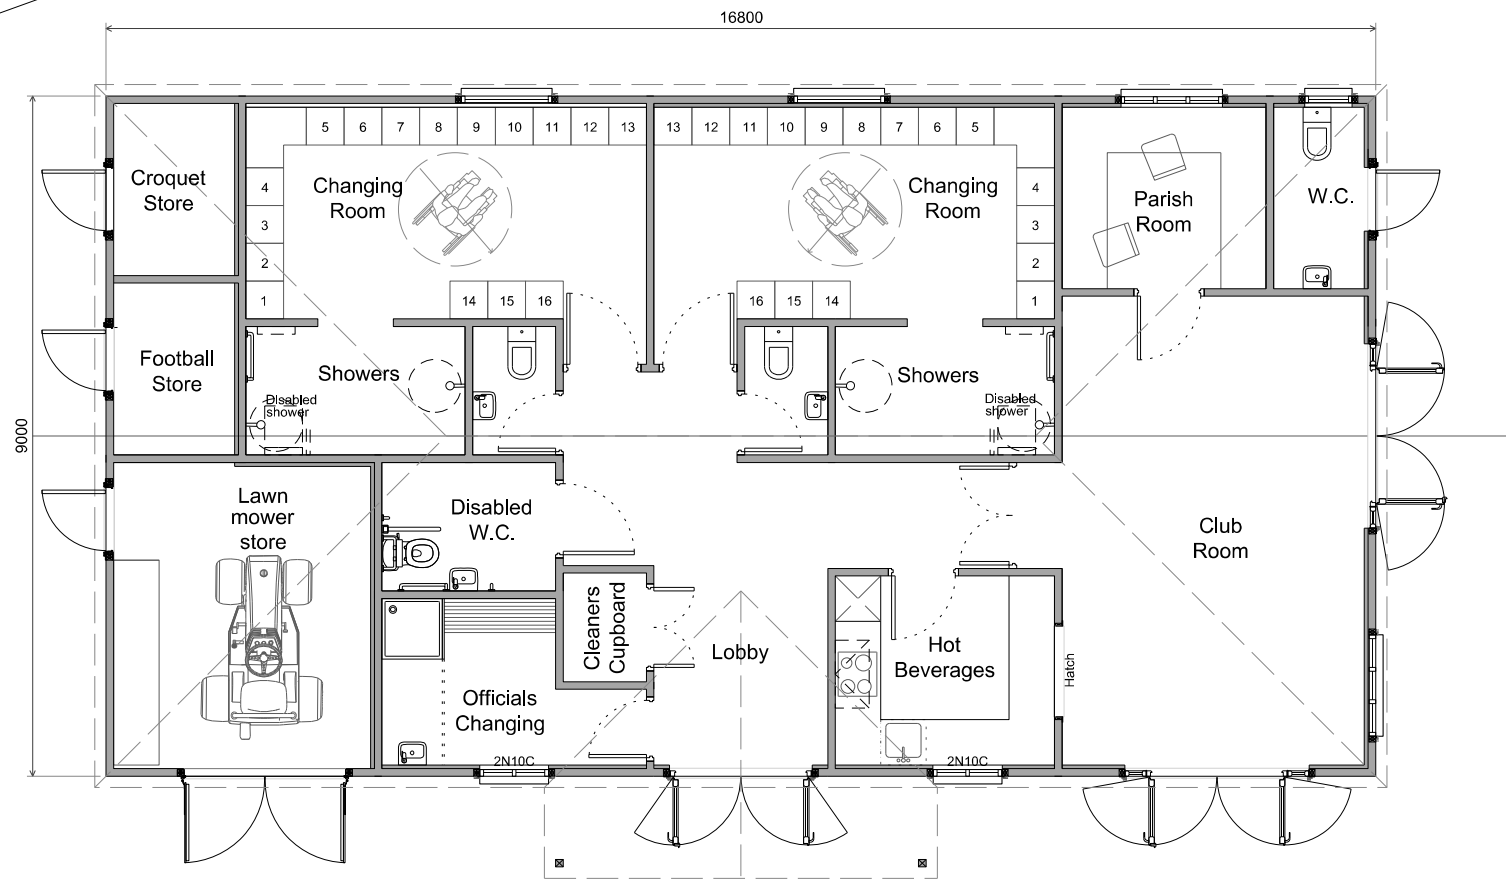 16800
9000
5 6 7 8 9 10 11 12 13
13 12 11 10 9 8 7 6 5
Croquet
Store
4
3
2
1
Changing
Room
14 15 16
Changing
Room
4
3
2
1
16 15 14
Parish
Room
W.C.
Football
Store
Showers
Disabled
shower
Showers
Disabled
shower
Lawn
mower
store
Disabled
W.C.
Club
Room
Cleaners
Cupboard
Lobby
Hot
Beverages
Hatch
Officials
Changing
2N10C
2N10C